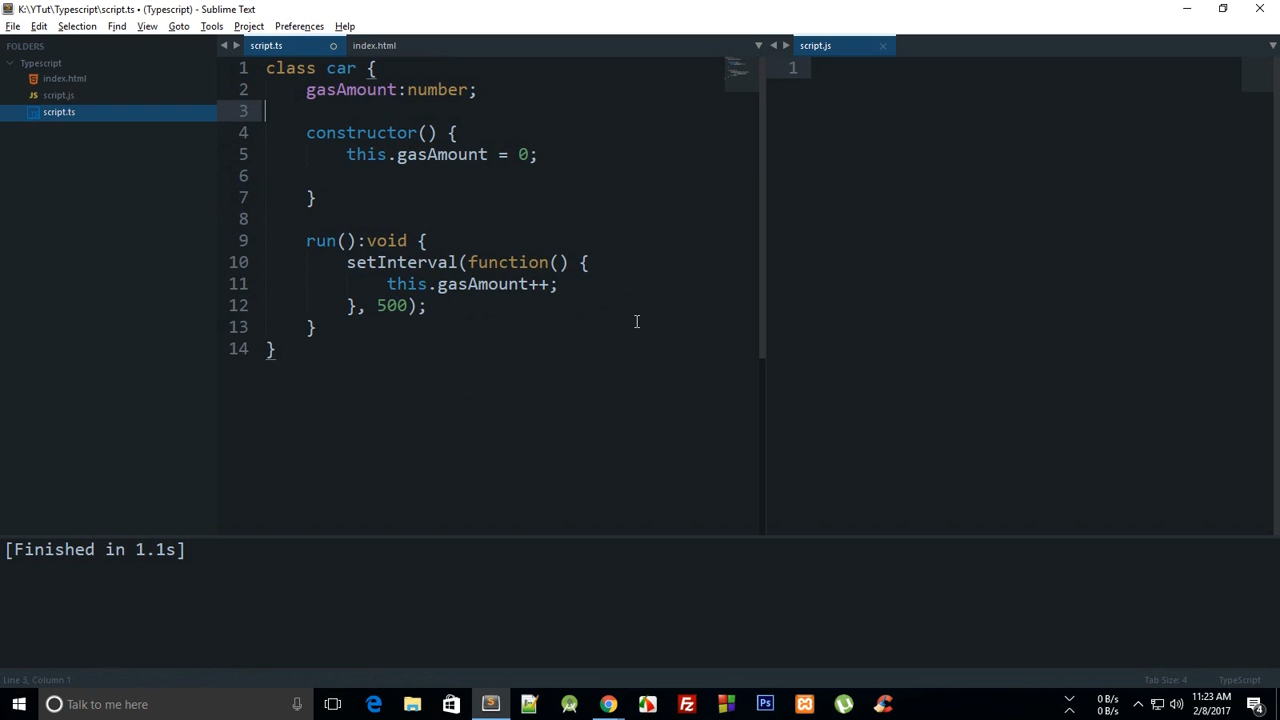 K:\YTut\Typescript\script.ts • (Typescript) - Sublime Text
File Edit Selection Find View Goto Tools Project Preferences Help
FOLDERS
Typescript
index.html
script.js
script.ts
script.ts index.html
1 class car {
2 gasAmount:number;
3
4 constructor() {
5 this.gasAmount = 0;
6
7 }
8
9 run():void {
10 setInterval(function() {
11 this.gasAmount++;
12 }, 500);
13 }
14 }
script.js
1
[Finished in 1.1s]
Line 3, Column 1 Tab Size: 4 TypeScript
Talk to me
0 B/s
0 B/s
11:23 AM
2/8/2017
4